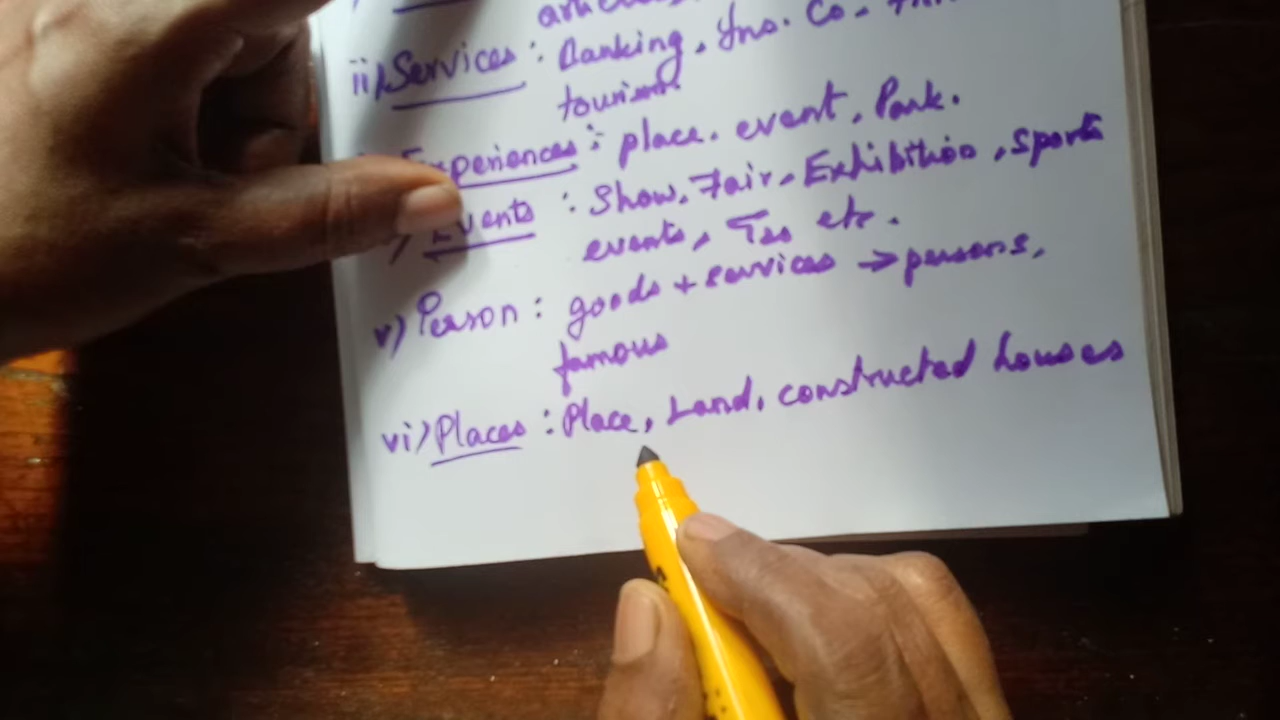 ii) Services : Banking, Ins. Co.
tourism
Experiences : place. event, Park.
Events : Show, Fair, Exhibition, sports
events, etc.
v) Person : goods + services → persons,
famous
vi) Places : Place, Land, constructed houses